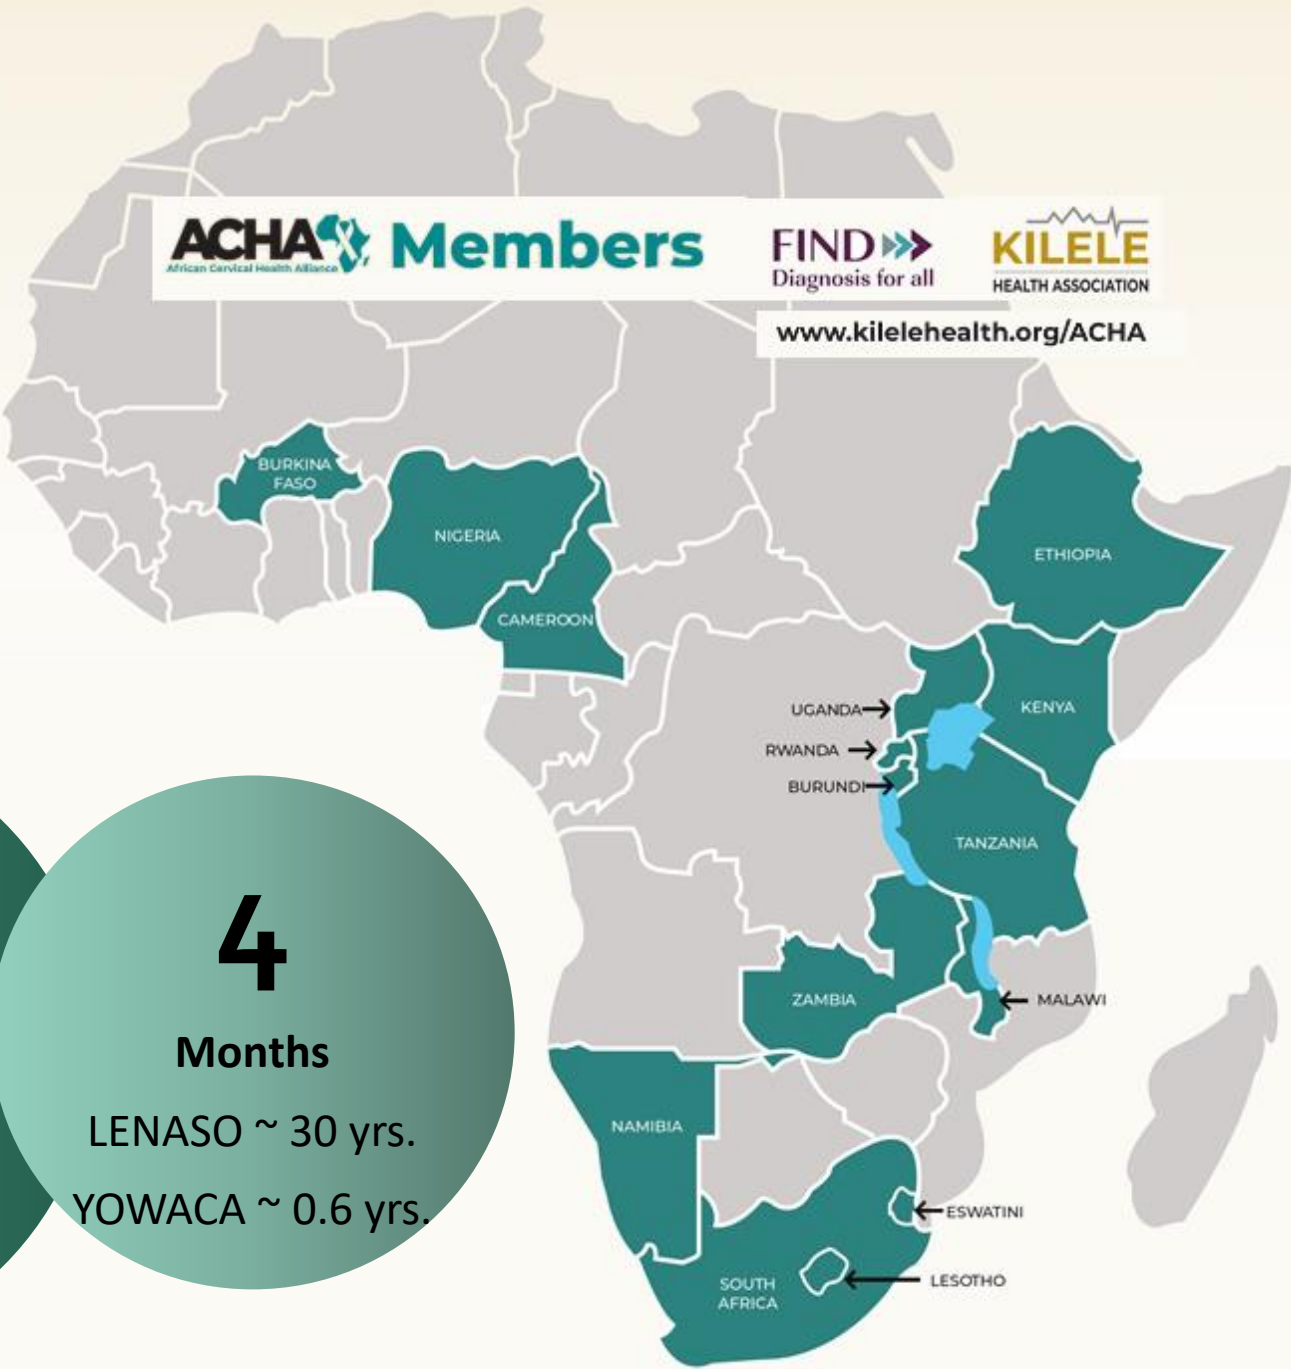 ACHA
African Cervical Health Alliance
Members
FIND
Diagnosis for all
KILELE
HEALTH ASSOCIATION
www.kilelehealth.org/ACHA
BURKINA
FASO
NIGERIA
CAMEROON
ETHIOPIA
UGANDA
KENYA
RWANDA
BURUNDI
TANZANIA
ZAMBIA
MALAWI
NAMIBIA
ESWATINI
SOUTH
AFRICA
LESOTHO
4
Months
LENASO ~ 30 yrs.
YOWACA ~ 0.6 yrs.